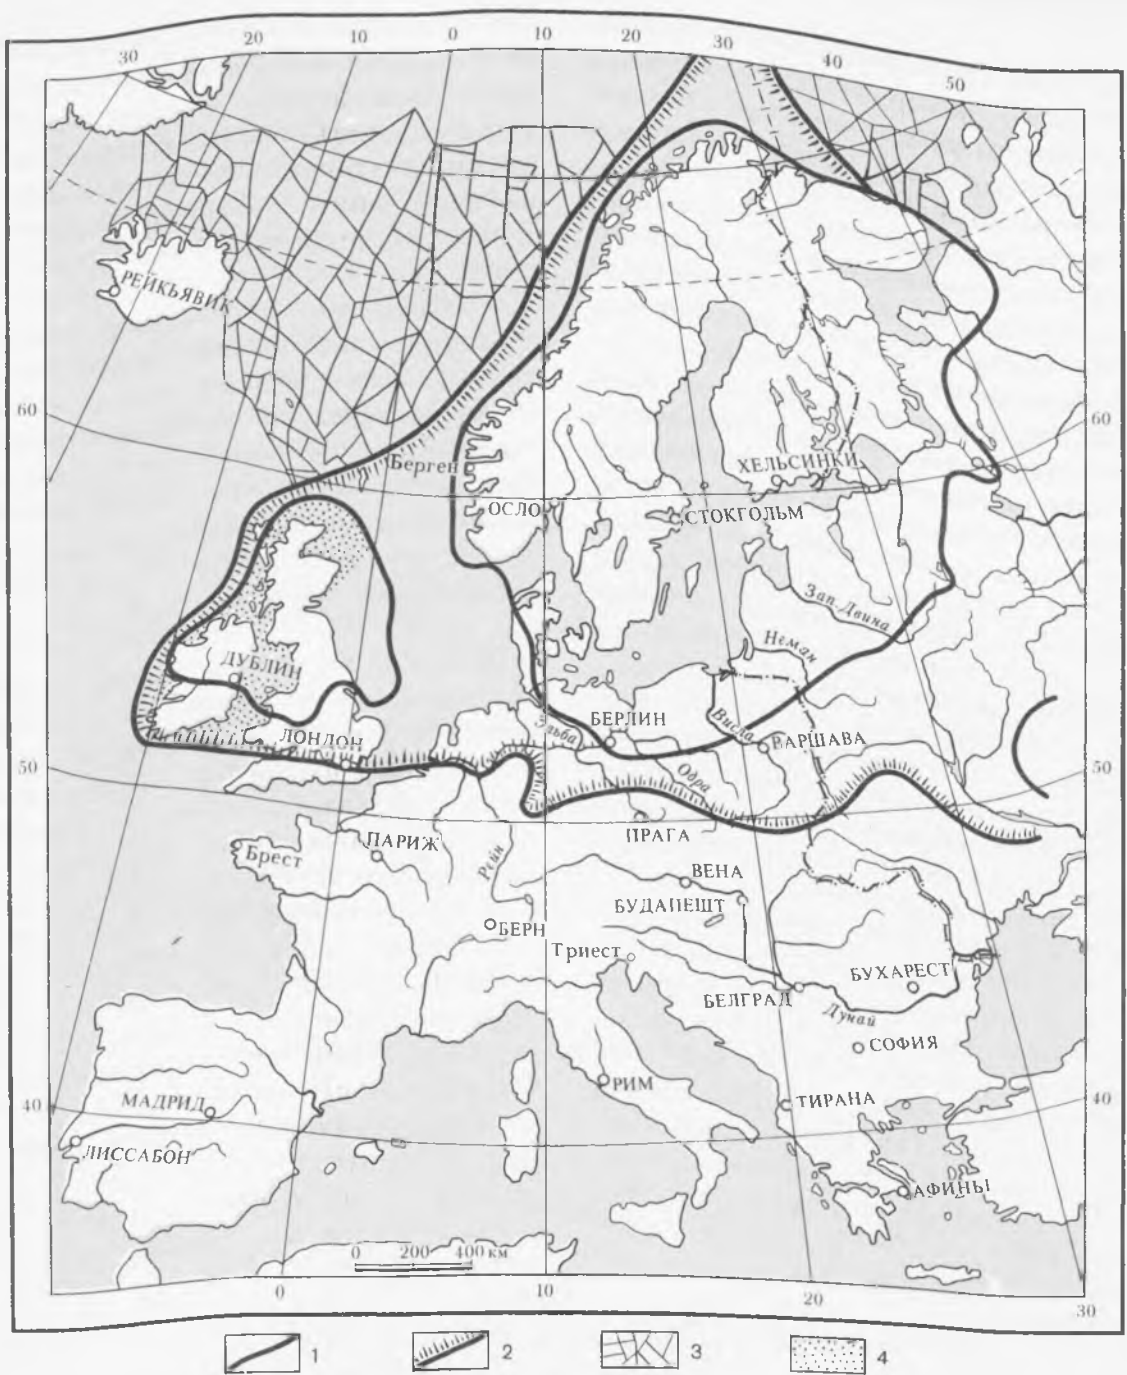 30 20 10 0 10 20 30 40 50
РЕЙКЬЯВИК
60 60
Берген
ХЕЛЬСИНКИ
ОСЛО
СТОКГОЛЬМ
Зап. Двина
Неман
ДУБЛИН
БЕРЛИН
Висла
Эльба
ЛОНДОН
ВАРШАВА
50 50
Одра
ПРАГА
ПАРИЖ
Брест
Рейн
ВЕНА
БУДАПЕШТ
БЕРН
Триест
БУХАРЕСТ
БЕЛГРАД
Дунай
СОФИЯ
РИМ
МАДРИД
ТИРАНА
40 40
ЛИССАБОН
АФИНЫ
0 200 400 км
0 10 20 30
1 2 3 4